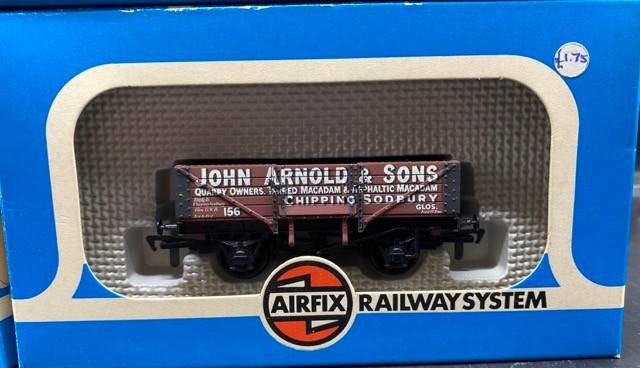 £1.75
JOHN ARNOLD & SONS
QUARRY OWNERS. TARRED MACADAM & ASPHALTIC MACADAM
CHIPPING SODBURY
156
GLOS.
AIRFIX RAILWAY SYSTEM